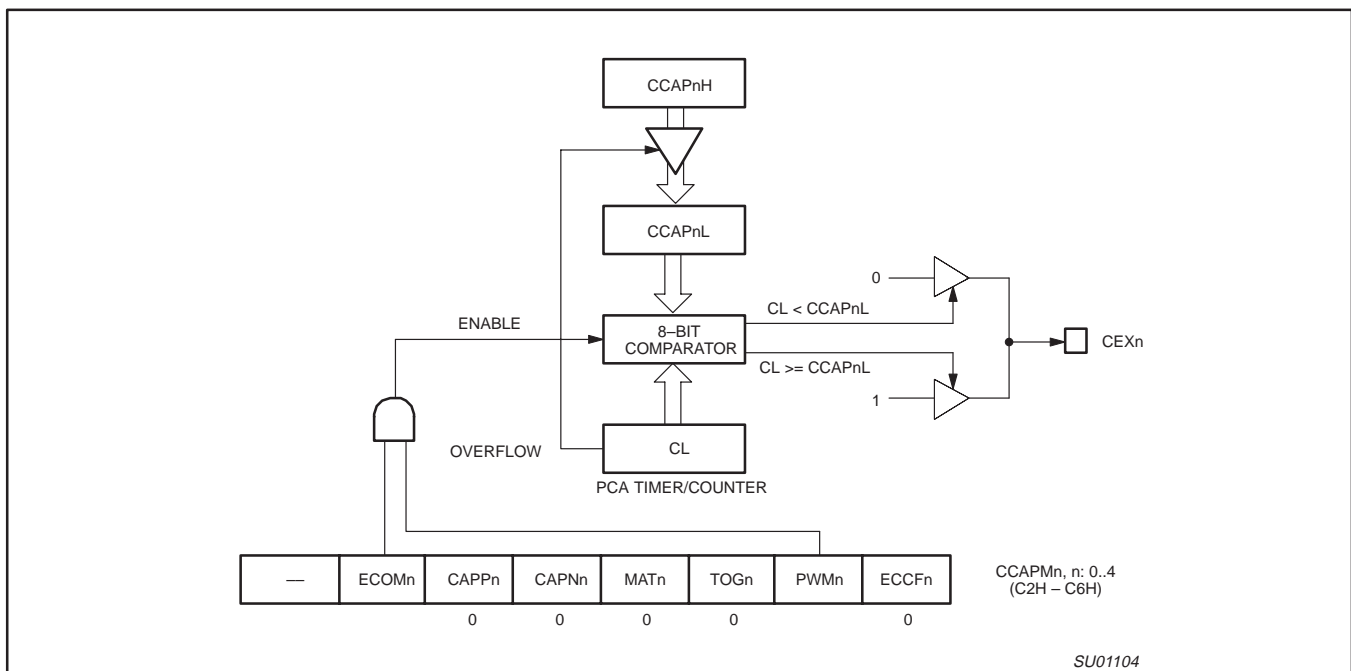 CCAPnH
CCAPnL
0
CL < CCAPnL
ENABLE
8–BIT
COMPARATOR
CEXn
CL >= CCAPnL
1
OVERFLOW
CL
PCA TIMER/COUNTER
— ECOMn CAPPn CAPNn MATn TOGn PWMn ECCFn
CCAPMn, n: 0..4
(C2H – C6H)
0 0 0 0 0
SU01104